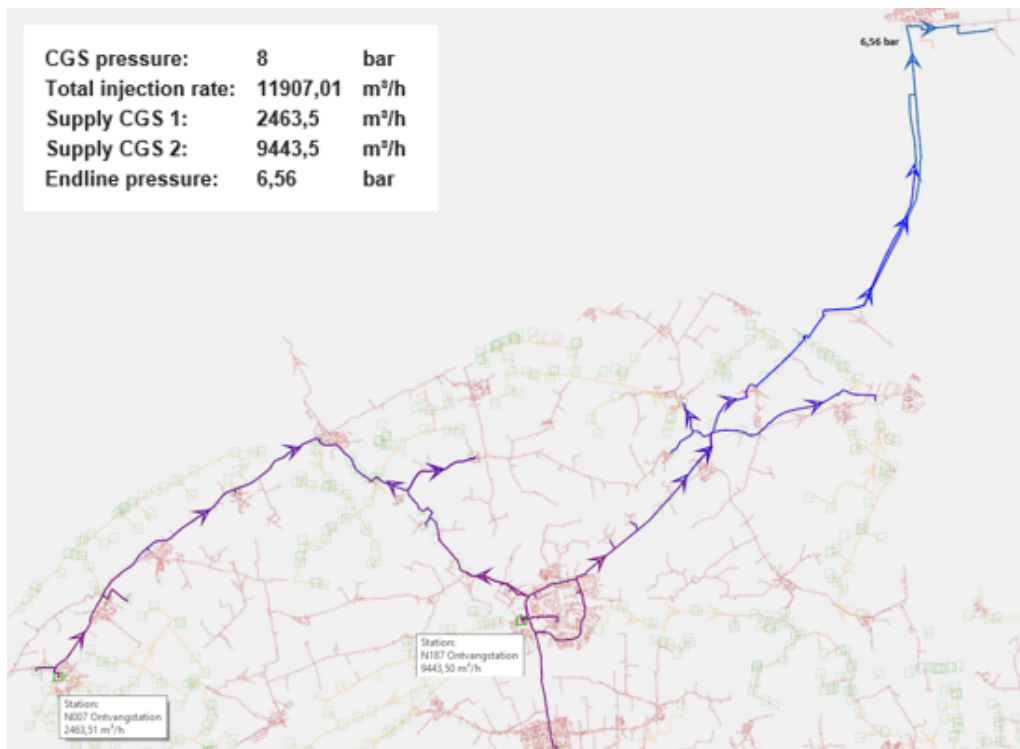 CGS pressure: 8 bar
Total injection rate: 11907,01 m³/h
Supply CGS 1: 2463,5 m³/h
Supply CGS 2: 9443,5 m³/h
Endline pressure: 6,56 bar
6,56 bar
Station:
N187 Ontvangstation
9443,50 m³/h
Station:
N007 Ontvangstation
2463,51 m³/h